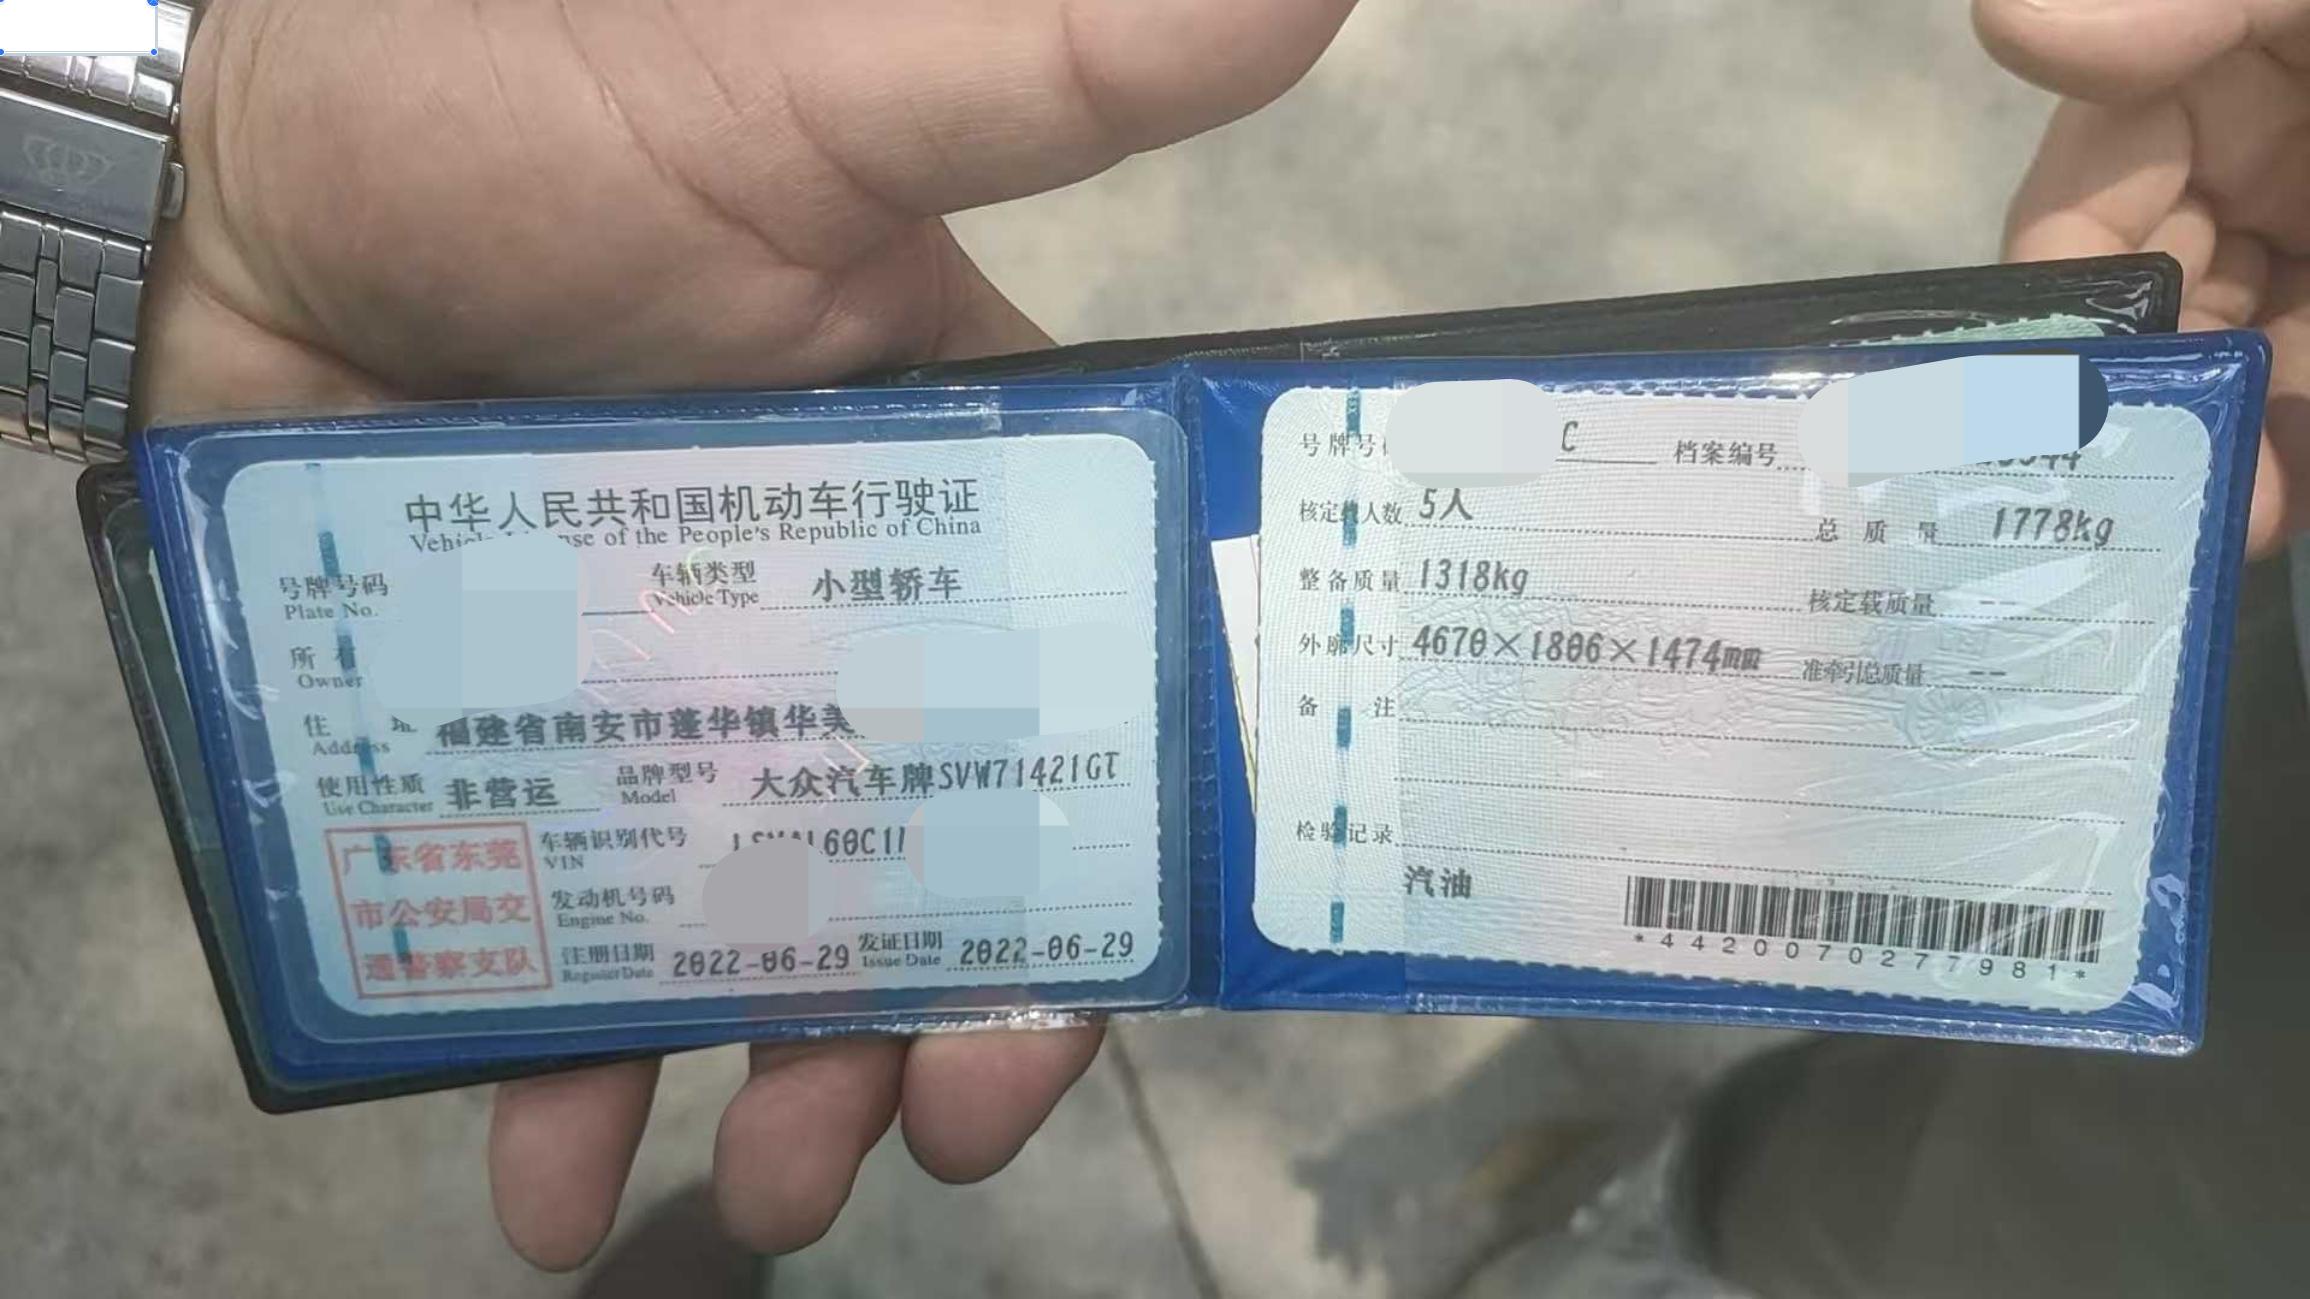 中华人民共和国机动车行驶证
Vehicle License of the People's Republic of China
号牌号码 车辆类型 小型轿车
Plate No. Vehicle Type
所有
Owner
住 址 福建省南安市蓬华镇华美
Address
使用性质 非营运 品牌型号 大众汽车牌SVW71421GT
Use Character Model
广东省东莞
市公安局交
通警察支队
车辆识别代号 L60C1
VIN
发动机号码
Engine No.
注册日期 2022-06-29 发证日期 2022-06-29
Register Date Issue Date
号牌号 C 档案编号
核定载人数 5人 总质量 1778kg
整备质量 1318kg 核定载质量 --
外廓尺寸 4670×1806×1474mm 准牵引总质量 --
备注
检验记录
汽油
*4420070277981*